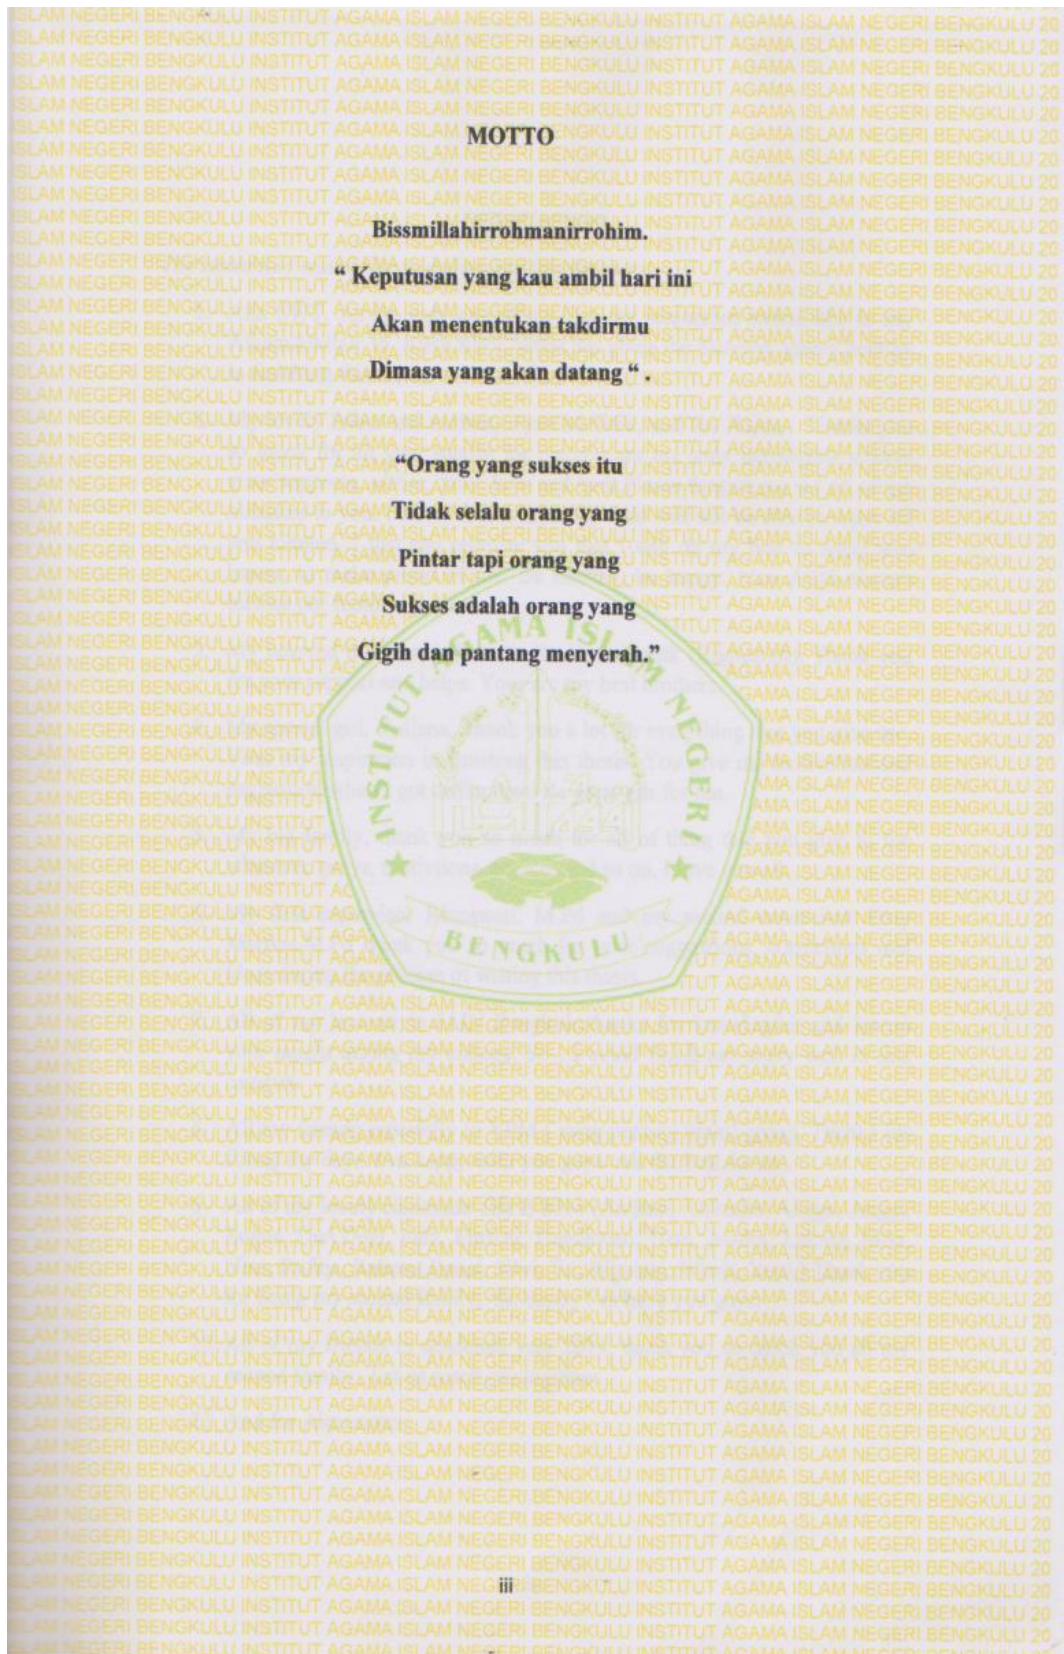 MOTTO
Bissmillahirrohmanirrohim.
“ Keputusan yang kau ambil hari ini
Akan menentukan takdirmu
Dimasa yang akan datang “ .
“Orang yang sukses itu
Tidak selalu orang yang
Pintar tapi orang yang
Sukses adalah orang yang
Gigih dan pantang menyerah.”
INSTITUT AGAMA ISLAM NEGERI
BENGKULU
iii